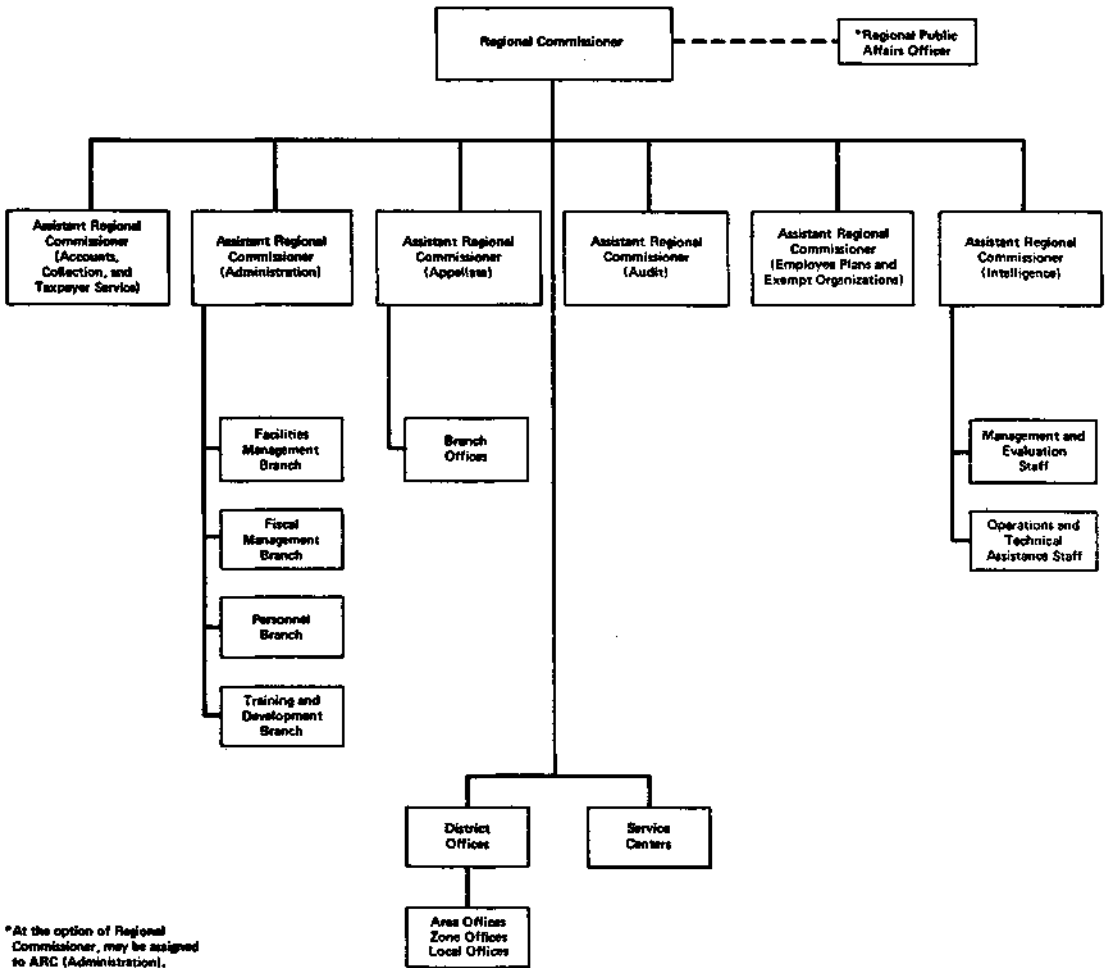 Regional Commissioner
*Regional Public
Affairs Officer
Assistant Regional
Commissioner
(Accounts,
Collection, and
Taxpayer Service)
Assistant Regional
Commissioner
(Administration)
Assistant Regional
Commissioner
(Appellate)
Assistant Regional
Commissioner
(Audit)
Assistant Regional
Commissioner
(Employee Plans and
Exempt Organizations)
Assistant Regional
Commissioner
(Intelligence)
Facilities
Management
Branch
Fiscal
Management
Branch
Personnel
Branch
Training and
Development
Branch
Branch
Offices
Management and
Evaluation
Staff
Operations and
Technical
Assistance Staff
District
Offices
Service
Centers
Area Offices
Zone Offices
Local Offices
*At the option of Regional
Commissioner, may be assigned
to ARC (Administration).